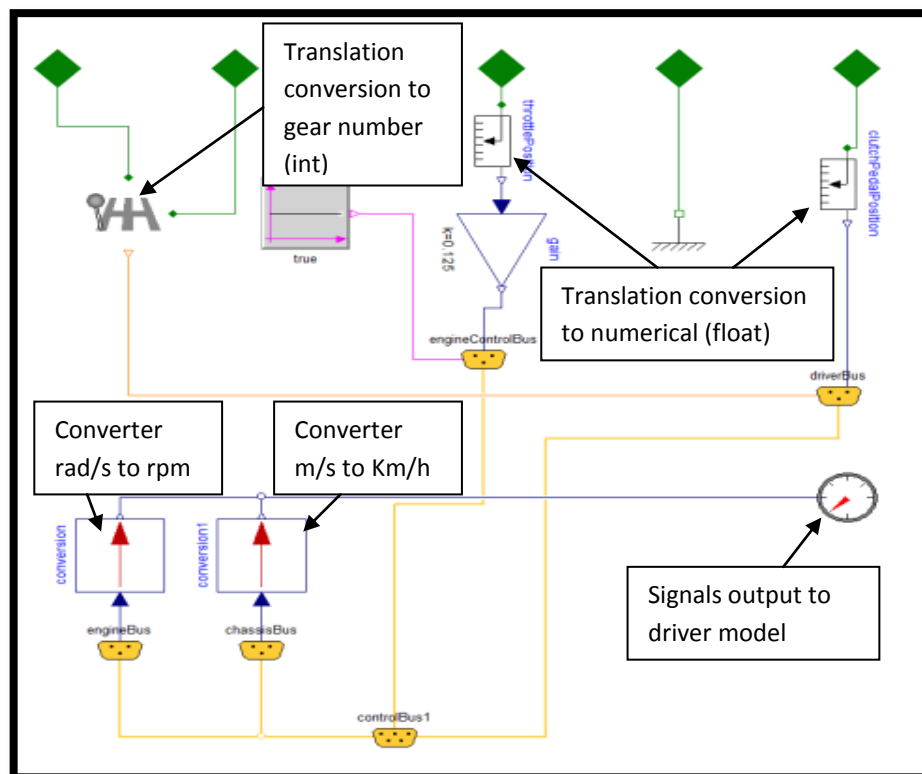 Translation
conversion to
gear number
(int)
throttlePosition
clutchPedalPosition
true
k=0.125
gain
Translation conversion
to numerical (float)
engineControlBus
driverBus
Converter
rad/s to rpm
Converter
m/s to Km/h
conversion
conversion1
Signals output to
driver model
engineBus
chassisBus
controlBus1